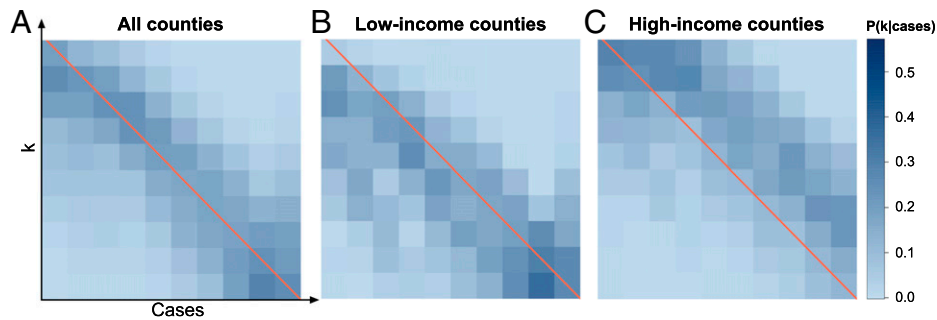 A All counties
B Low-income counties
C High-income counties
P(k|cases)
0.5
0.4
0.3
0.2
0.1
0.0
k
Cases